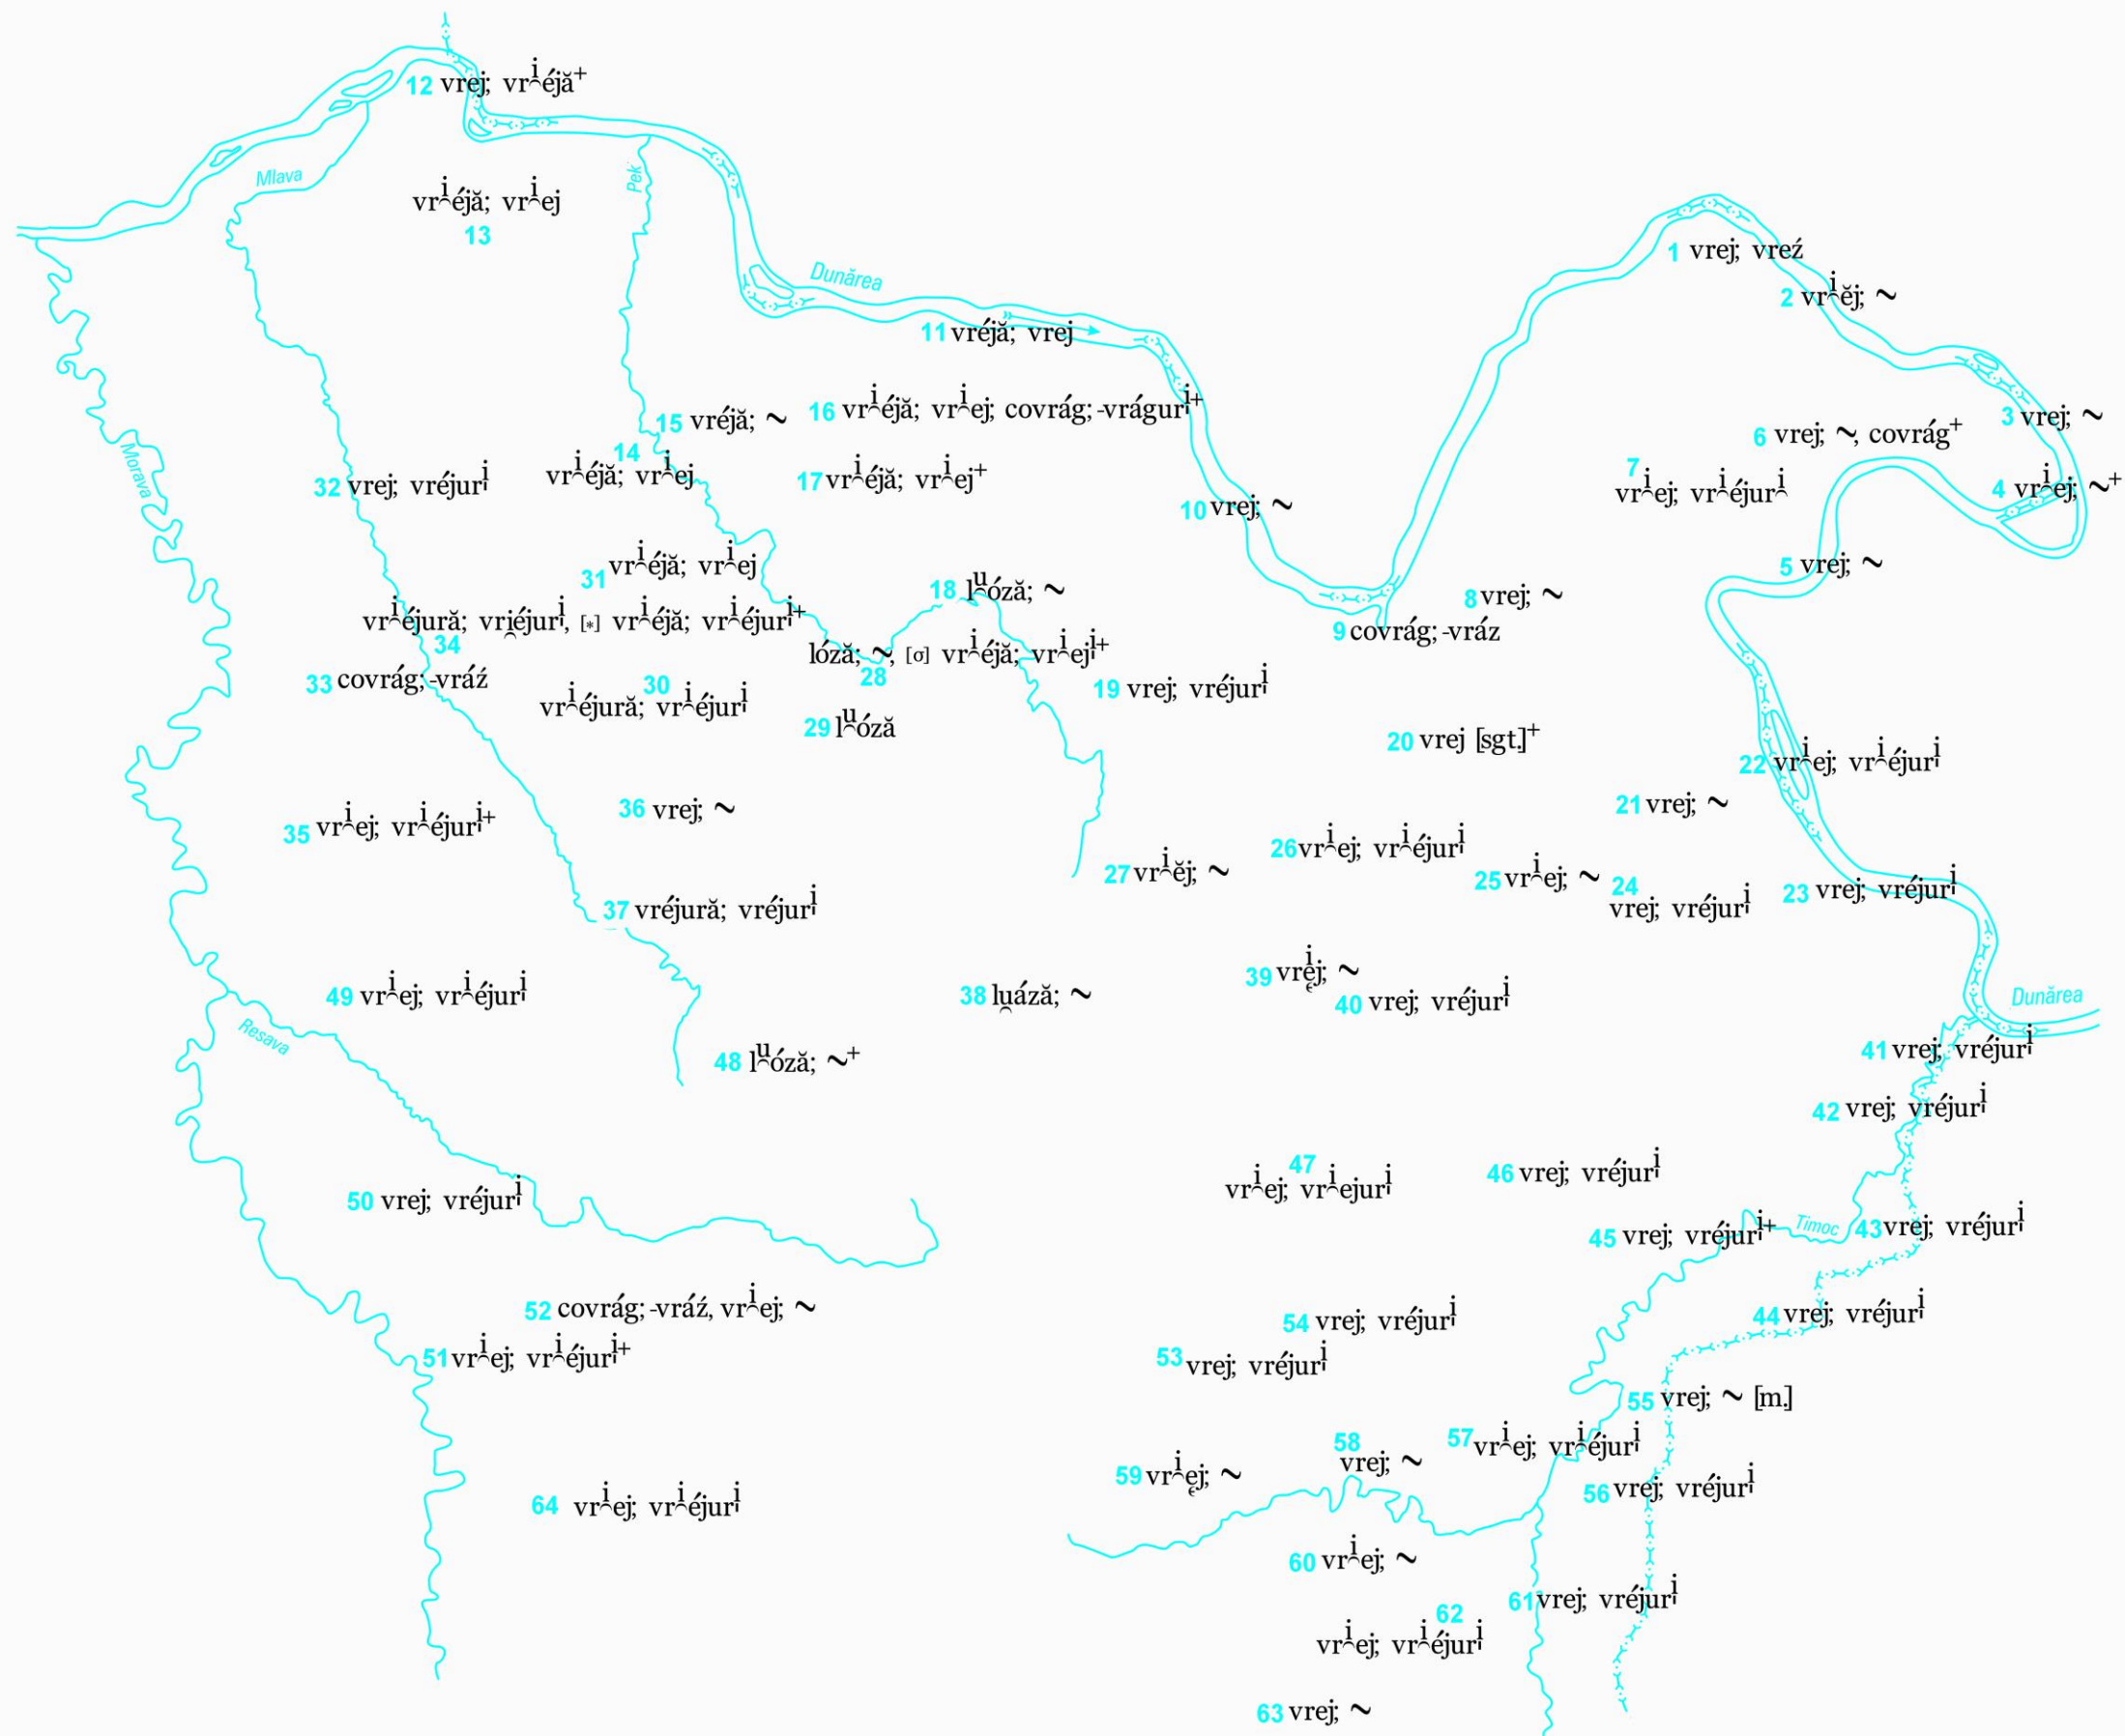 12 vrej; vrⁱ̯éjă⁺
Mlava
Pek
vrⁱ̯éjă; vrⁱ̯ej
13
1 vrej; vreź
Dunărea
2 vrⁱ̯ĕj; ~
11 vréjă; vrej
16 vrⁱ̯éjă; vrⁱ̯ej; covrág; -vrágurⁱ⁺
15 vréjă; ~
3 vrej; ~
6 vrej; ~, covrág⁺
Morava
14
vrⁱ̯éjă; vrⁱ̯ej
17 vrⁱ̯éjă; vrⁱ̯ej⁺
32 vrej; vréjurⁱ
7
vrⁱ̯ej; vrⁱ̯éjurⁱ̯
4 vrⁱ̯ej; ~⁺
10 vrej; ~
5 vrej; ~
31 vrⁱ̯éjă; vrⁱ̯ej
18 lᵘ̯óză; ~
8 vrej; ~
vrⁱ̯éjură; vri̯éjurⁱ, [*] vrⁱ̯éjă; vrⁱ̯éjurⁱ⁺
34
9 covrág; -vráz
lóză; ~, [σ] vrⁱ̯éjă; vrⁱ̯ejⁱ⁺
28
33 covrág; -vráź
19 vrej; vréjurⁱ
30
vrⁱ̯éjură; vrⁱ̯éjurⁱ
29 lᵘ̯óză
20 vrej [sgt.]⁺
22 vrⁱ̯ej; vrⁱ̯éjurⁱ
21 vrej; ~
36 vrej; ~
35 vrⁱ̯ej; vrⁱ̯éjurⁱ⁺
26 vrⁱ̯ej; vrⁱ̯éjurⁱ
27 vrⁱ̯ĕj; ~
25 vrⁱ̯ej; ~
24
vrej; vréjurⁱ
23 vrej; vréjurⁱ
37 vréjură; vréjurⁱ
39 vrⁱę̆j; ~
49 vrⁱ̯ej; vrⁱ̯éjurⁱ
38 lu̯áză; ~
40 vrej; vréjurⁱ
Dunărea
Resava
41 vrej; vréjurⁱ
48 lᵘ̯óză; ~⁺
42 vrej; vréjurⁱ
47
vrⁱ̯ej; vrⁱ̯ejurⁱ
46 vrej; vréjurⁱ
50 vrej; vréjurⁱ
45 vrej; vréjurⁱ⁺
Timoc
43 vrej; vréjurⁱ
52 covrág; -vráź, vrⁱ̯ej; ~
54 vrej; vréjurⁱ
44 vrej; vréjurⁱ
51 vrⁱ̯ej; vrⁱ̯éjurⁱ⁺
53 vrej; vréjurⁱ
55 vrej; ~ [m.]
57 vrⁱ̯ej; vrⁱ̯éjurⁱ
58
vrej; ~
59 vrⁱ̯ęj; ~
56 vrej; vréjurⁱ
64 vrⁱ̯ej; vrⁱ̯éjurⁱ
60 vrⁱ̯ej; ~
61 vrej; vréjurⁱ
62
vrⁱ̯ej; vrⁱ̯éjurⁱ
63 vrej; ~